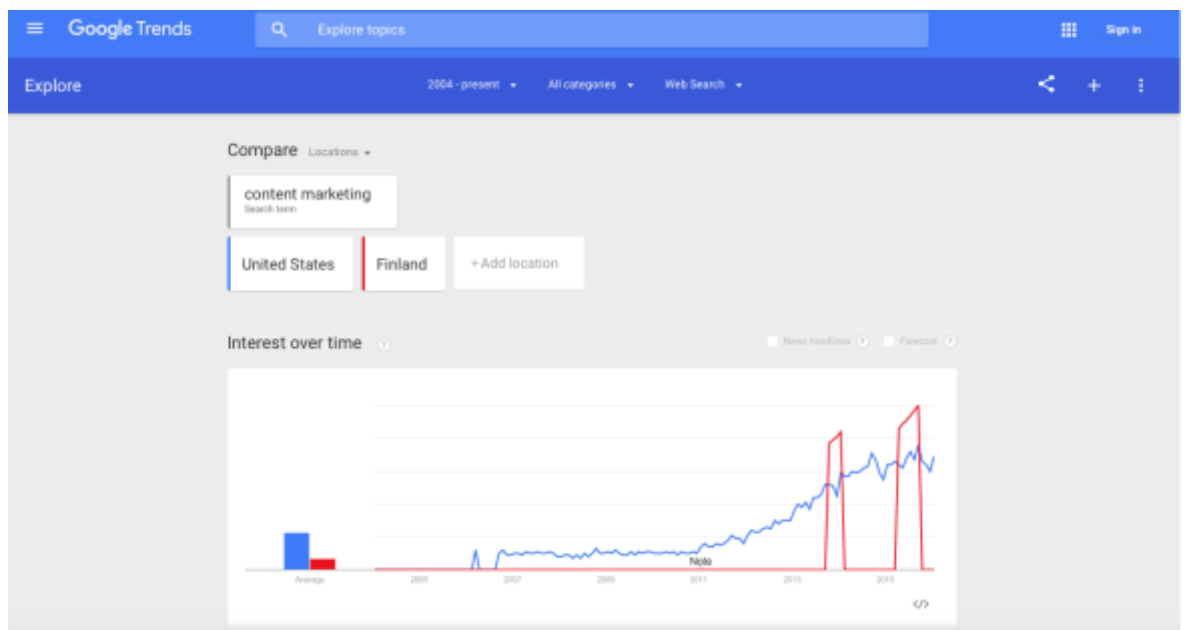 Google Trends Explore topics Sign in
Explore 2004 - present All categories Web Search
Compare Locations
content marketing
Search term
United States Finland + Add location
Interest over time ? News headlines ? Forecast ?
Note
Average 2005 2007 2009 2011 2013 2015
</>